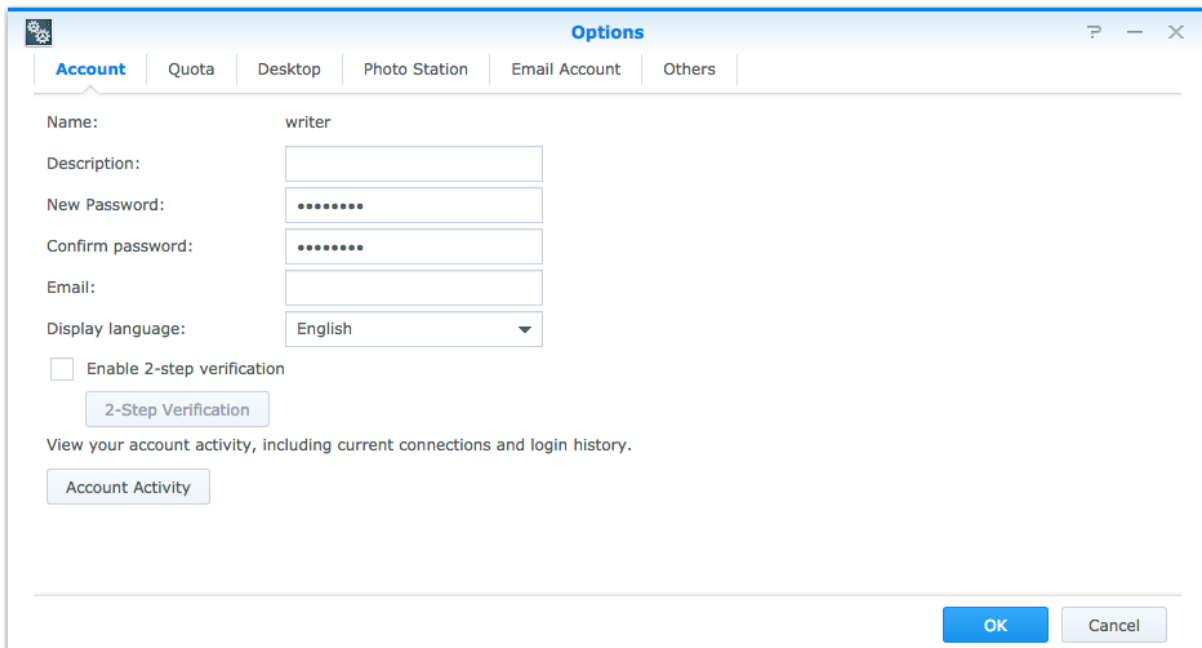 Options
Account Quota Desktop Photo Station Email Account Others
Name: writer
Description:
New Password: ••••••••
Confirm password: ••••••••
Email:
Display language: English
Enable 2-step verification
2-Step Verification
View your account activity, including current connections and login history.
Account Activity
OK Cancel